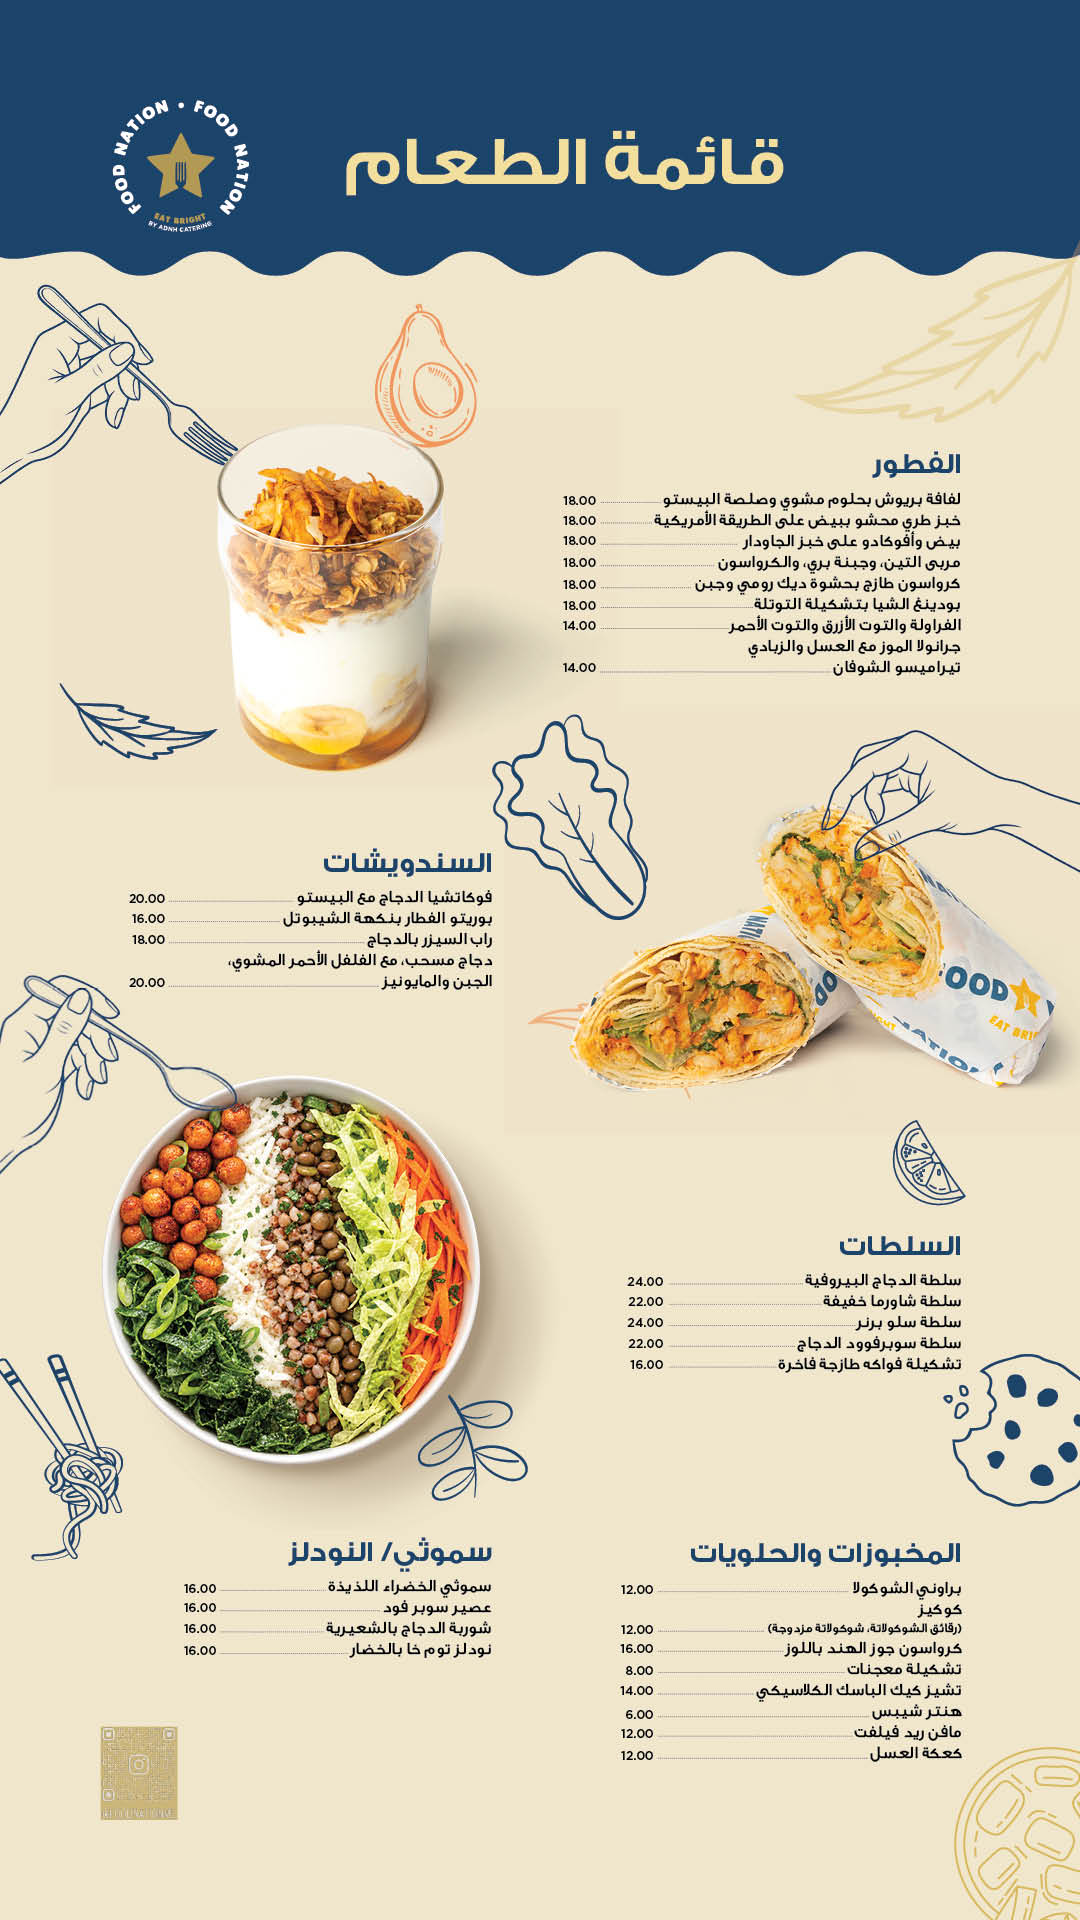 FOOD NATION • FOOD NATION
EAT BRIGHT
BY ADNH CATERING
قائمة الطعام
الفطور
لفافة بريوش بحلوم مشوي وصلصة البيستو 18.00
خبز طري محشو ببيض على الطريقة الأمريكية 18.00
بيض وأفوكادو على خبز الجاودار 18.00
مربى التين، وجبنة بري، والكرواسون 18.00
كرواسون طازج بحشوة ديك رومي وجبن 18.00
بودينغ الشيا بتشكيلة التوتلة 18.00
الفراولة والتوت الأزرق والتوت الأحمر 14.00
جرانولا الموز مع العسل والزبادي
تيراميسو الشوفان 14.00
السندويشات
فوكاتشيا الدجاج مع البيستو 20.00
بوريتو الفطار بنكهة الشيبوتل 16.00
راب السيزر بالدجاج 18.00
دجاج مسحب، مع الفلفل الأحمر المشوي،
الجبن والمايونيز 20.00
NATI
OOD
EAT BRI
NATION
السلطات
سلطة الدجاج البيروفية 24.00
سلطة شاورما خفيفة 22.00
سلطة سلو برنر 24.00
سلطة سوبرفوود الدجاج 22.00
تشكيلة فواكه طازجة فاخرة 16.00
المخبوزات والحلويات
براوني الشوكولا 12.00
كوكيز
(رقائق الشوكولاتة، شوكولاتة مزدوجة) 12.00
كرواسون جوز الهند باللوز 16.00
تشكيلة معجنات 8.00
تشيز كيك الباسك الكلاسيكي 14.00
هنتر شيبس 6.00
مافن ريد فيلفت 12.00
كعكة العسل 12.00
سموثي/ النودلز
سموثي الخضراء اللذيذة 16.00
عصير سوبر فود 16.00
شوربة الدجاج بالشعيرية 16.00
نودلز توم خا بالخضار 16.00